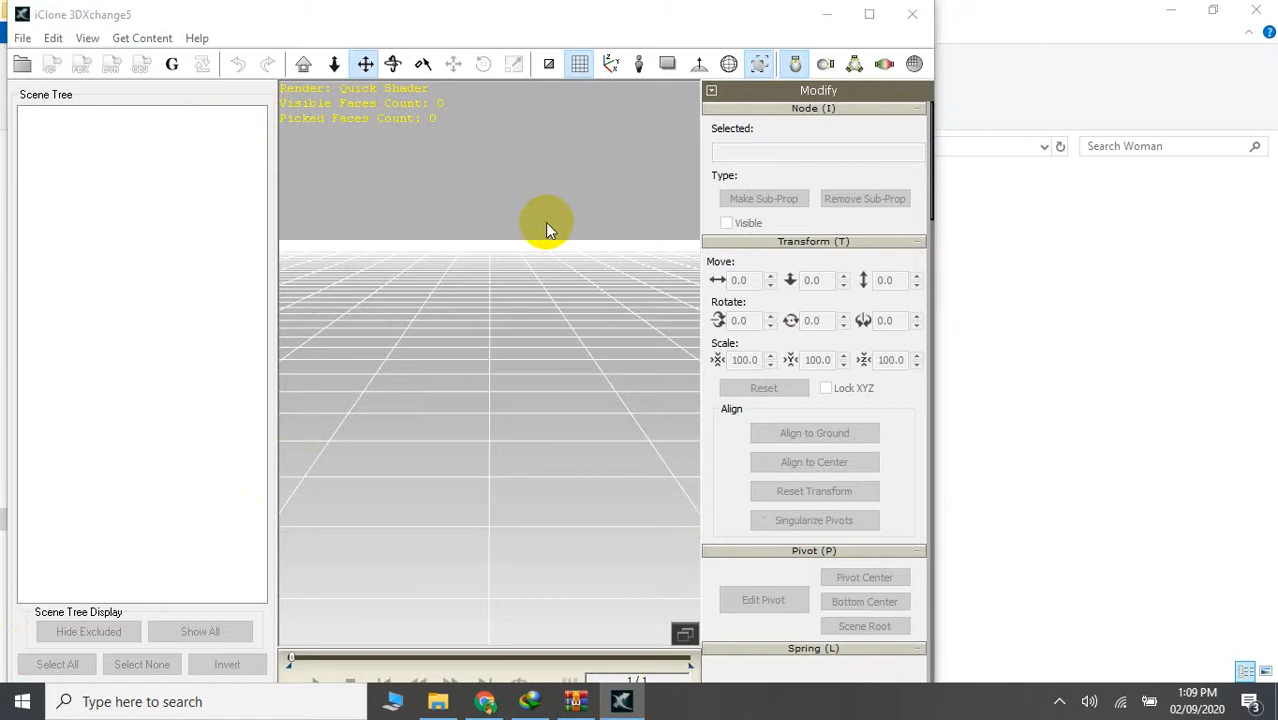 iClone 3DXchange5
File Edit View Get Content Help
G
Scene Tree
Render: Quick Shader
Visible Faces Count: 0
Picked Faces Count: 0
Modify
Node (I)
Selected:
Type:
Make Sub-Prop Remove Sub-Prop
Visible
Transform (T)
Move:
0.0 0.0 0.0
Rotate:
0.0 0.0 0.0
Scale:
100.0 100.0 100.0
Reset Lock XYZ
Align
Align to Ground
Align to Center
Reset Transform
Singularize Pivots
Pivot (P)
Edit Pivot
Pivot Center
Bottom Center
Scene Root
Spring (L)
Scene Tree Display
Hide Excluded Show All
Select All Select None Invert
1/1
Search Woman
Type here to search
1:09 PM
02/09/2020
3